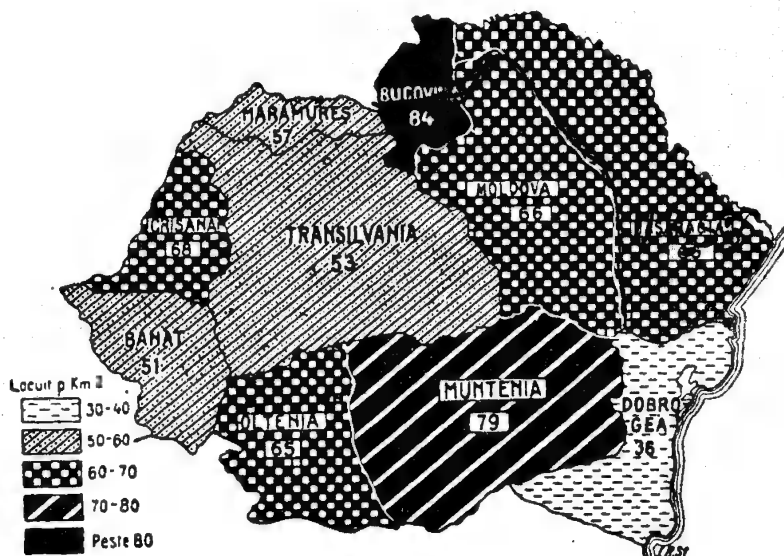 BUCOVINA
84
MARAMUREȘ
57
MOLDOVA
66
CRISANA
68
TRANSILVANIA
53
BANAT
51
MUNTENIA
79
OLTENIA
65
DOBRO
GEA
36
Locuit p Km
30-40
50-60
60-70
70-80
Peste 80